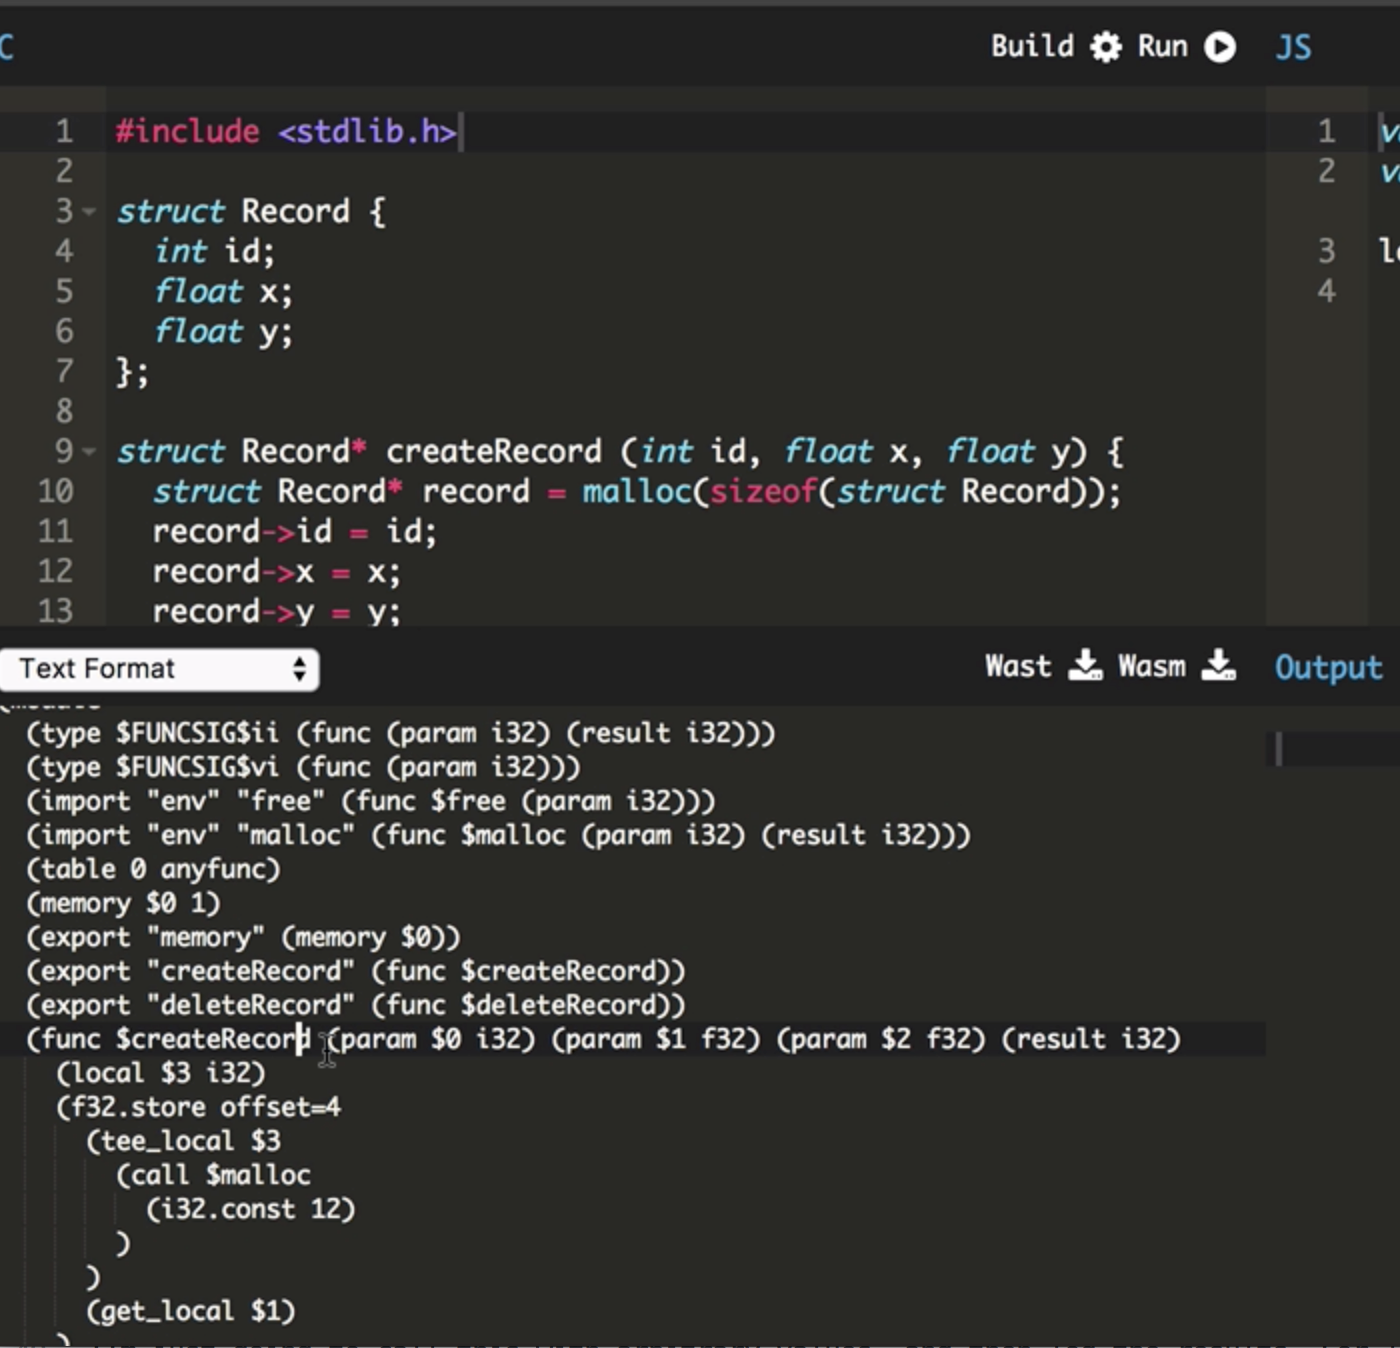 C Build Run JS
1 #include <stdlib.h>
2
3 struct Record {
4   int id;
5   float x;
6   float y;
7 };
8
9 struct Record* createRecord (int id, float x, float y) {
10   struct Record* record = malloc(sizeof(struct Record));
11   record->id = id;
12   record->x = x;
13   record->y = y;
1
2
3
4
Text Format Wast Wasm Output
(module
  (type $FUNCSIG$ii (func (param i32) (result i32)))
  (type $FUNCSIG$vi (func (param i32)))
  (import "env" "free" (func $free (param i32)))
  (import "env" "malloc" (func $malloc (param i32) (result i32)))
  (table 0 anyfunc)
  (memory $0 1)
  (export "memory" (memory $0))
  (export "createRecord" (func $createRecord))
  (export "deleteRecord" (func $deleteRecord))
  (func $createRecord (param $0 i32) (param $1 f32) (param $2 f32) (result i32)
    (local $3 i32)
    (f32.store offset=4
      (tee_local $3
        (call $malloc
          (i32.const 12)
        )
      )
      (get_local $1)
    )